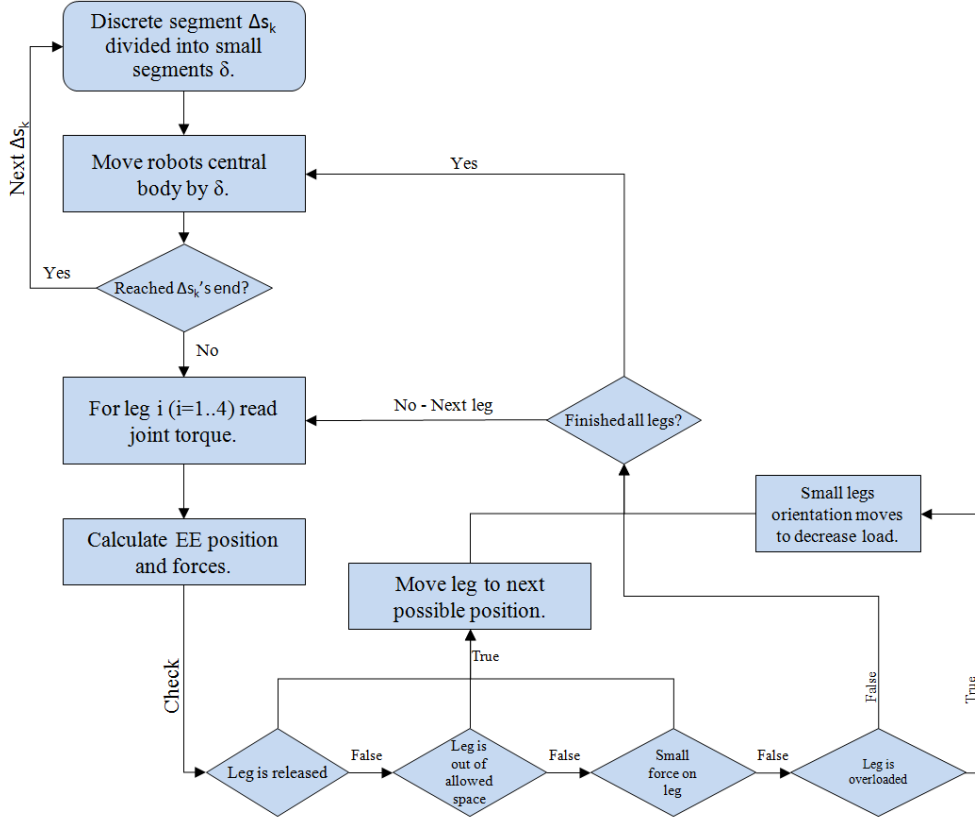 Discrete segment Δsₖ
divided into small
segments δ.
Next Δsₖ
Move robots central
body by δ.
Yes
Yes
Reached Δsₖ's end?
No
For leg i (i=1..4) read
joint torque.
No - Next leg
Finished all legs?
Small legs
orientation moves
to decrease load.
Calculate EE position
and forces.
Move leg to next
possible position.
Check
True
False
True
Leg is released
False
Leg is
out of
allowed
space
False
Small
force on
leg
False
Leg is
overloaded